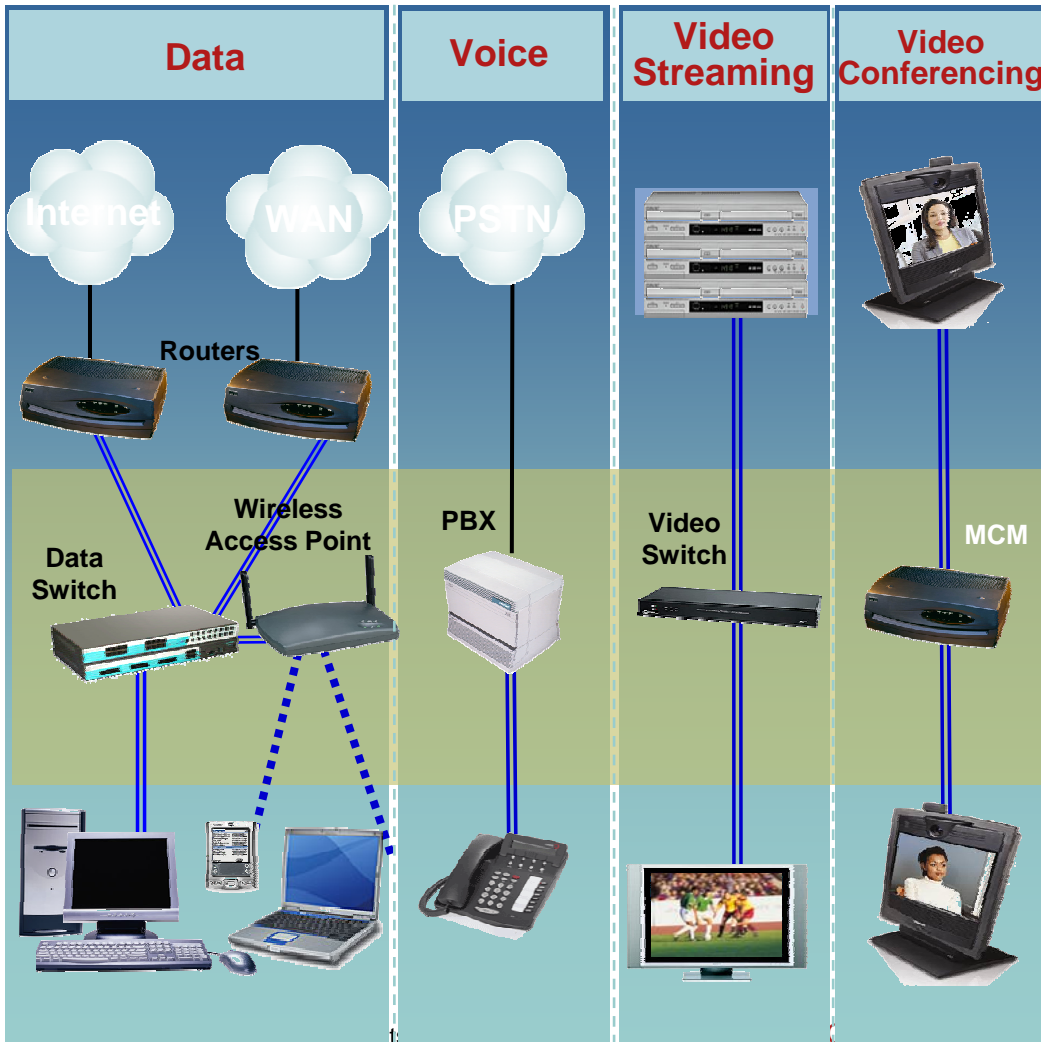 Data
Voice
Video
Streaming
Video
Conferencing
Internet
WAN
PSTN
Routers
Wireless
Access Point
Data
Switch
PBX
Video
Switch
MCM